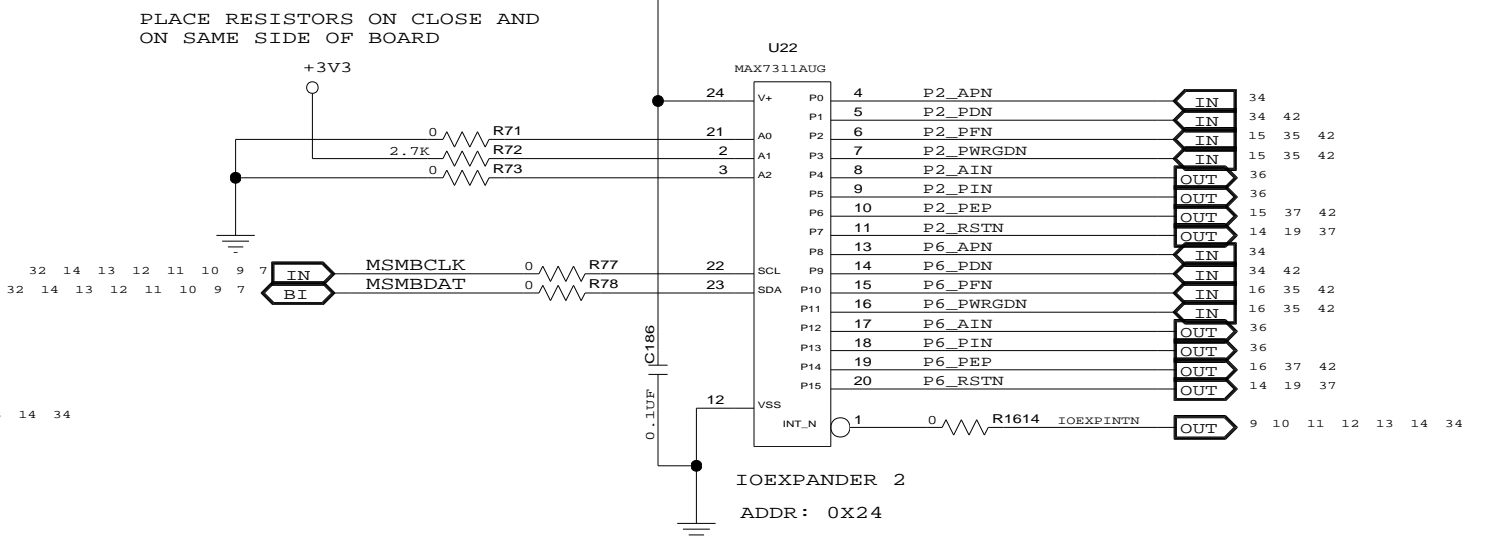 PLACE RESISTORS ON CLOSE AND
ON SAME SIDE OF BOARD
+3V3
U22
MAX7311AUG
24 V+ P0 4 P2_APN IN 34
P1 5 P2_PDN IN 34 42
0 R71 21 A0 P2 6 P2_PFN IN 15 35 42
2.7K R72 2 A1 P3 7 P2_PWRGDN IN 15 35 42
0 R73 3 A2 P4 8 P2_AIN OUT 36
P5 9 P2_PIN OUT 36
P6 10 P2_PEP OUT 15 37 42
P7 11 P2_RSTN OUT 14 19 37
P8 13 P6_APN IN 34
32 14 13 12 11 10 9 7 IN MSMBCLK 0 R77 22 SCL P9 14 P6_PDN IN 34 42
32 14 13 12 11 10 9 7 BI MSMBDAT 0 R78 23 SDA P10 15 P6_PFN IN 16 35 42
P11 16 P6_PWRGDN IN 16 35 42
P12 17 P6_AIN OUT 36
P13 18 P6_PIN OUT 36
C186 P14 19 P6_PEP OUT 16 37 42
P15 20 P6_RSTN OUT 14 19 37
0.1UF 12 VSS
14 34
INT_N 1 0 R1614 IOEXPINTN OUT 9 10 11 12 13 14 34
IOEXPANDER 2
ADDR: 0X24